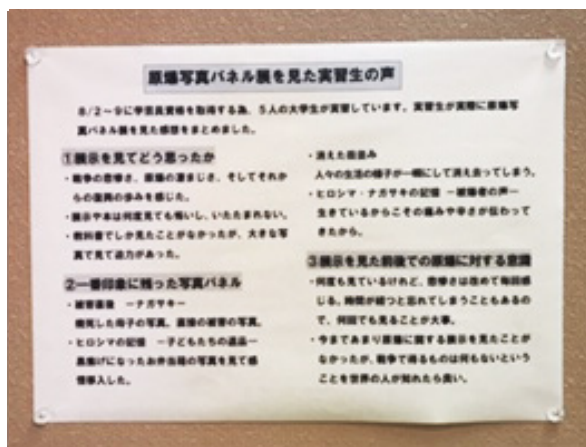 原爆写真パネル展を見た実習生の声
8/2～9に学芸員資格を取得する為、5人の大学生が実習しています。実習生が実際に原爆写
真パネル展を見た感想をまとめました。
①展示を見てどう思ったか
・戦争の悲惨さ、原爆の凄まじさ、そしてそれか
らの復興の歩みを感じた。
・展示や本は何度見ても怖いし、いたたまれない。
・教科書でしか見たことがなかったが、大きな写
真で見て迫力があった。
②一番印象に残った写真パネル
・被害直後 ーナガサキー
焼死した母子の写真。直接の被害の写真。
・ヒロシマの記憶 ー子どもたちの遺品ー
黒焦げになったお弁当箱の写真を見て感
情移入した。
・消えた街並み
人々の生活の様子が一瞬にして消え去ってしまう。
・ヒロシマ・ナガサキの記憶 ー被爆者の声ー
生きているからこその痛みや辛さが伝わって
きたから。
③展示を見た前後での原爆に対する意識
・何度も見ているけれど、悲惨さは改めて毎回感
じる。時間が経つと忘れてしまうこともあるの
で、何回でも見ることが大事。
・今まであまり原爆に関する展示を見たことが
なかったが、戦争で得るものは何もないという
ことを世界の人が知れたら良い。